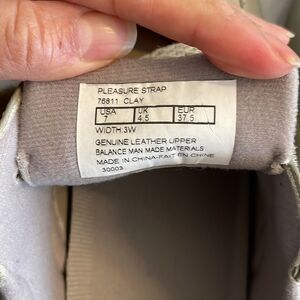 PLEASURE STRAP
76811 CLAY
USA UK EUR
7 4.5 37.5
WIDTH:3W
GENUINE LEATHER UPPER
BALANCE MAN MADE MATERIALS
MADE IN CHINA-FAIT EN CHINE
30003